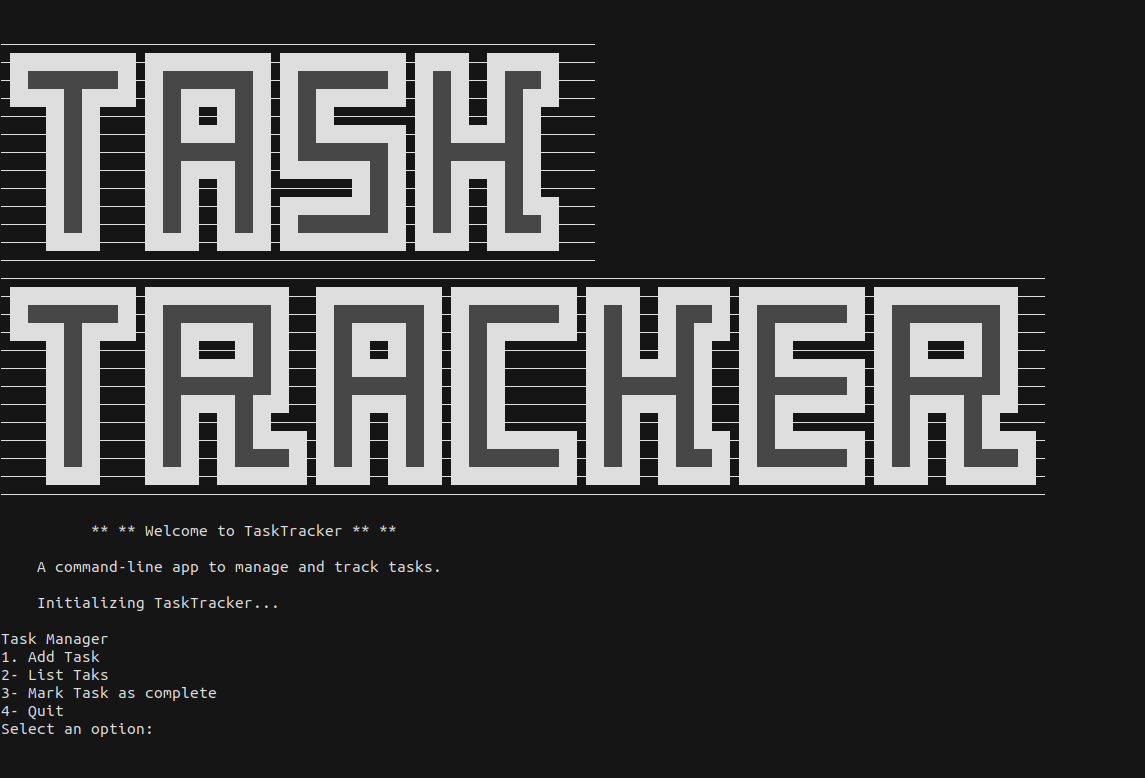 TASK
TRACKER
** ** Welcome to TaskTracker ** **
A command-line app to manage and track tasks.
Initializing TaskTracker...
Task Manager
1. Add Task
2- List Taks
3- Mark Task as complete
4- Quit
Select an option: